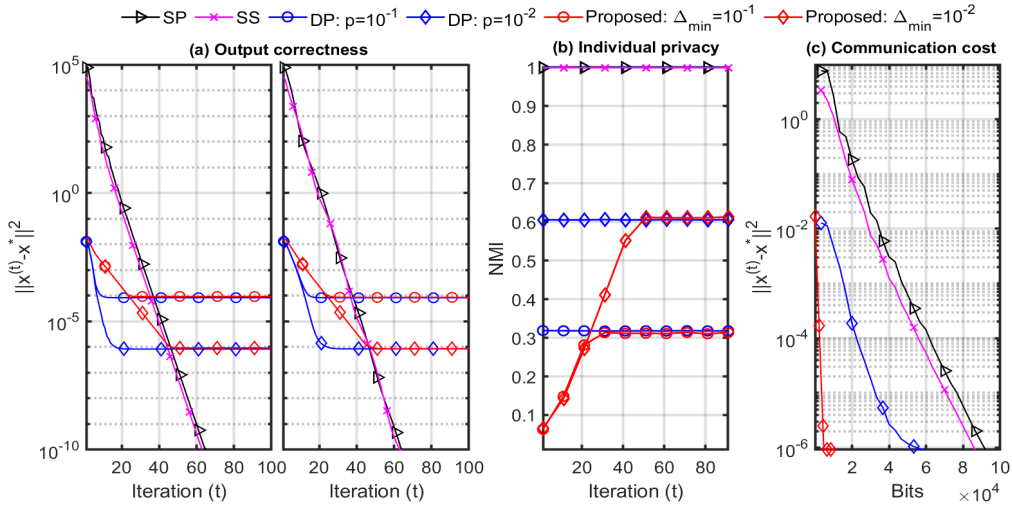 SP SS DP: p=10^-1 DP: p=10^-2 Proposed: Δ_min=10^-1 Proposed: Δ_min=10^-2
(a) Output correctness
(b) Individual privacy
(c) Communication cost
||x^(t)-x*||^2
10^5
10^0
10^-5
10^-10
20 40 60 80 100
Iteration (t)
20 40 60 80 100
Iteration (t)
NMI
1
0.9
0.8
0.7
0.6
0.5
0.4
0.3
0.2
0.1
20 40 60 80
Iteration (t)
||x^(t)-x*||^2
10^0
10^-2
10^-4
10^-6
2 4 6 8 10
Bits
×10^4